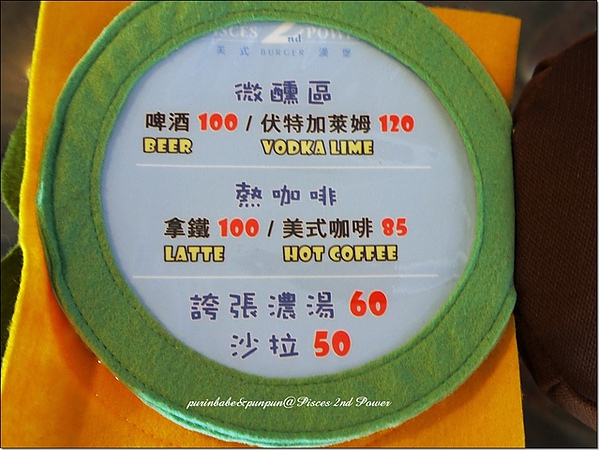 PISCES 2nd POWER
美式 BURGER 漢堡
微醺區
啤酒 100 / 伏特加萊姆 120
BEER VODKA LIME
熱咖啡
拿鐵 100 / 美式咖啡 85
LATTE HOT COFFEE
誇張濃湯 60
沙拉 50
purinbabe&punpun@Pisces 2nd Power